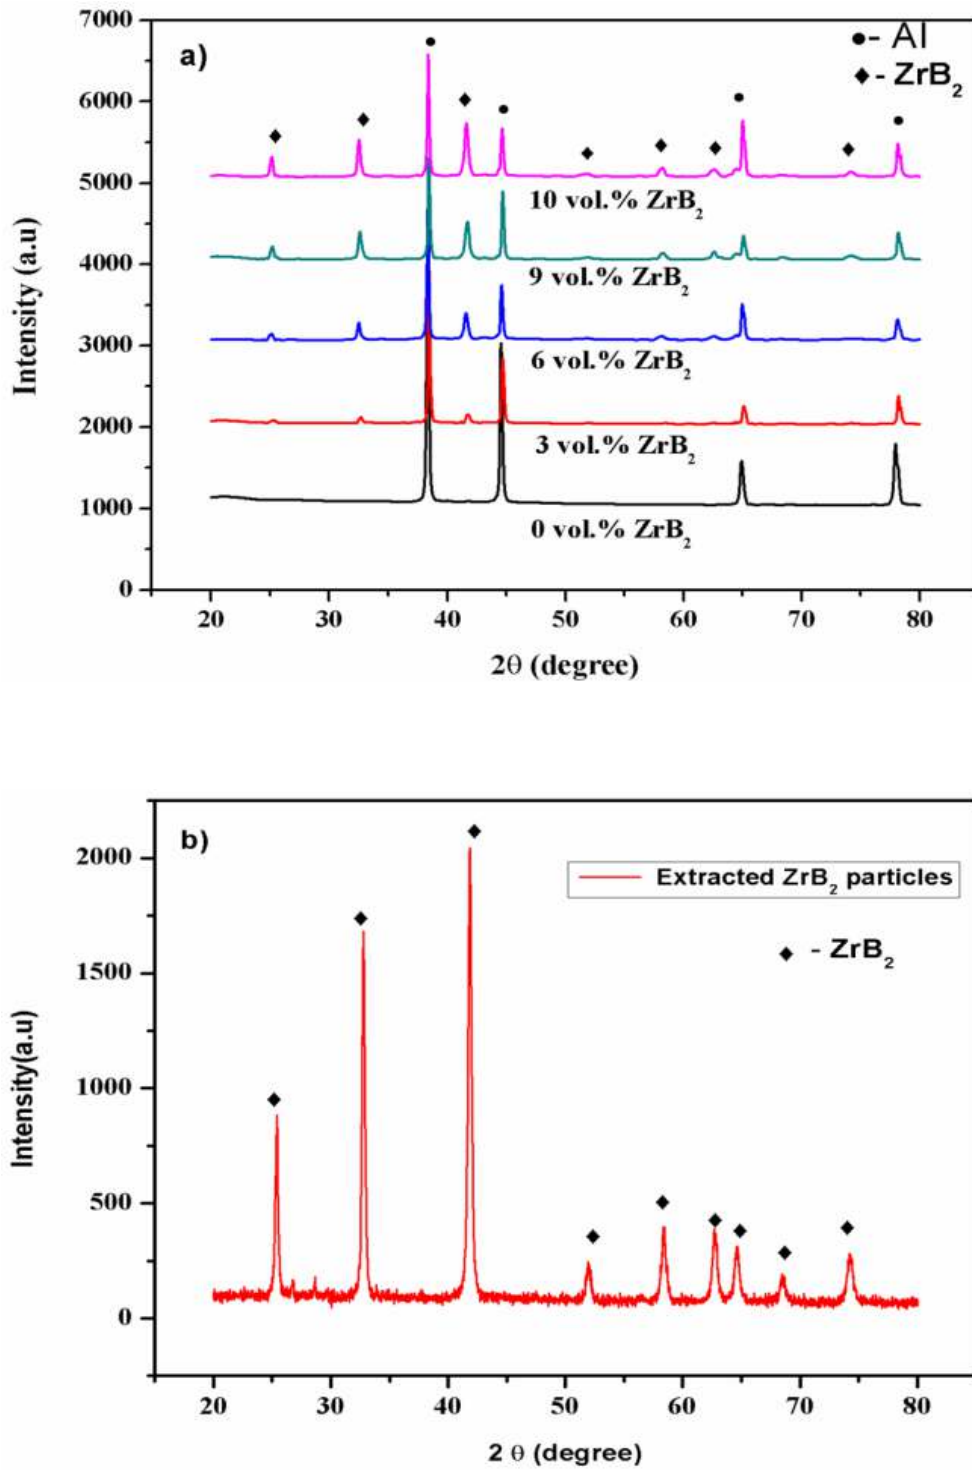 a)
●- Al
◆- ZrB2
7000
6000
5000
4000
3000
2000
1000
0
Intensity (a.u)
10 vol.% ZrB2
9 vol.% ZrB2
6 vol.% ZrB2
3 vol.% ZrB2
0 vol.% ZrB2
20 30 40 50 60 70 80
2θ (degree)
b)
Extracted ZrB2 particles
◆ - ZrB2
2000
1500
1000
500
0
Intensity(a.u)
20 30 40 50 60 70 80
2 θ (degree)